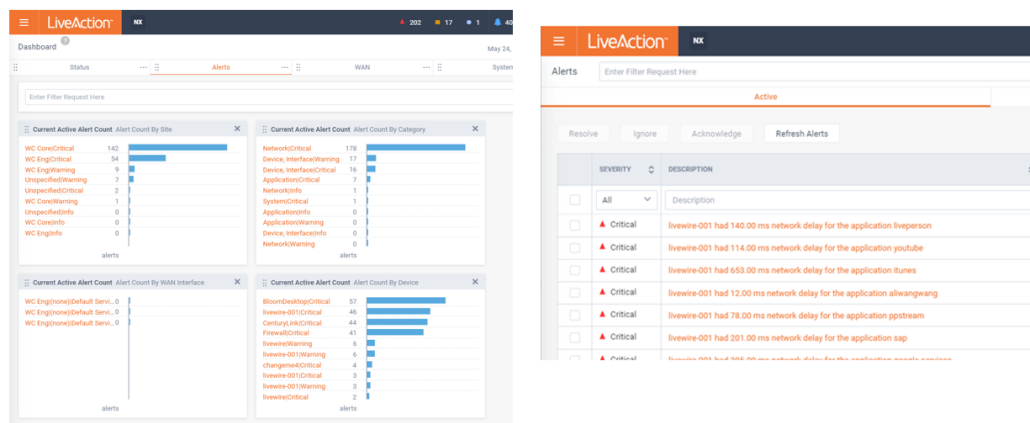 LiveAction NX 202 17 1 40
Dashboard
May 24,
Status Alerts WAN System
Enter Filter Request Here
Current Active Alert Count Alert Count By Site
WC Core|Critical 142
WC Eng|Critical 54
WC Eng|Warning 9
Unspecified|Warning 7
Unspecified|Critical 2
WC Core|Warning 1
Unspecified|Info 0
WC Core|Info 0
WC Eng|Info 0
alerts
Current Active Alert Count Alert Count By Category
Network|Critical 178
Device, Interface|Warning 17
Device, Interface|Critical 16
Application|Critical 7
Network|Info 1
System|Critical 1
Application|Info 0
Application|Warning 0
Device, Interface|Info 0
Network|Warning 0
alerts
Current Active Alert Count Alert Count By WAN Interface
WC Eng|(none)|Default Servi... 0
WC Eng|(none)|Default Servi... 0
WC Eng|(none)|Default Servi... 0
alerts
Current Active Alert Count Alert Count By Device
BloomDesktop|Critical 57
livewire-001|Critical 46
CenturyLink|Critical 44
Firewall|Critical 41
livewire|Warning 6
livewire-001|Warning 6
changeme4|Critical 4
livewire-001|Critical 3
livewire-001|Warning 3
livewire|Critical 2
alerts
LiveAction NX
Alerts Enter Filter Request Here
Active
Resolve Ignore Acknowledge Refresh Alerts
SEVERITY DESCRIPTION
All Description
Critical livewire-001 had 140.00 ms network delay for the application liveperson
Critical livewire-001 had 114.00 ms network delay for the application youtube
Critical livewire-001 had 653.00 ms network delay for the application itunes
Critical livewire-001 had 12.00 ms network delay for the application aliwangwang
Critical livewire-001 had 78.00 ms network delay for the application ppstream
Critical livewire-001 had 201.00 ms network delay for the application sap
Critical livewire-001 had ms network delay for the application google services